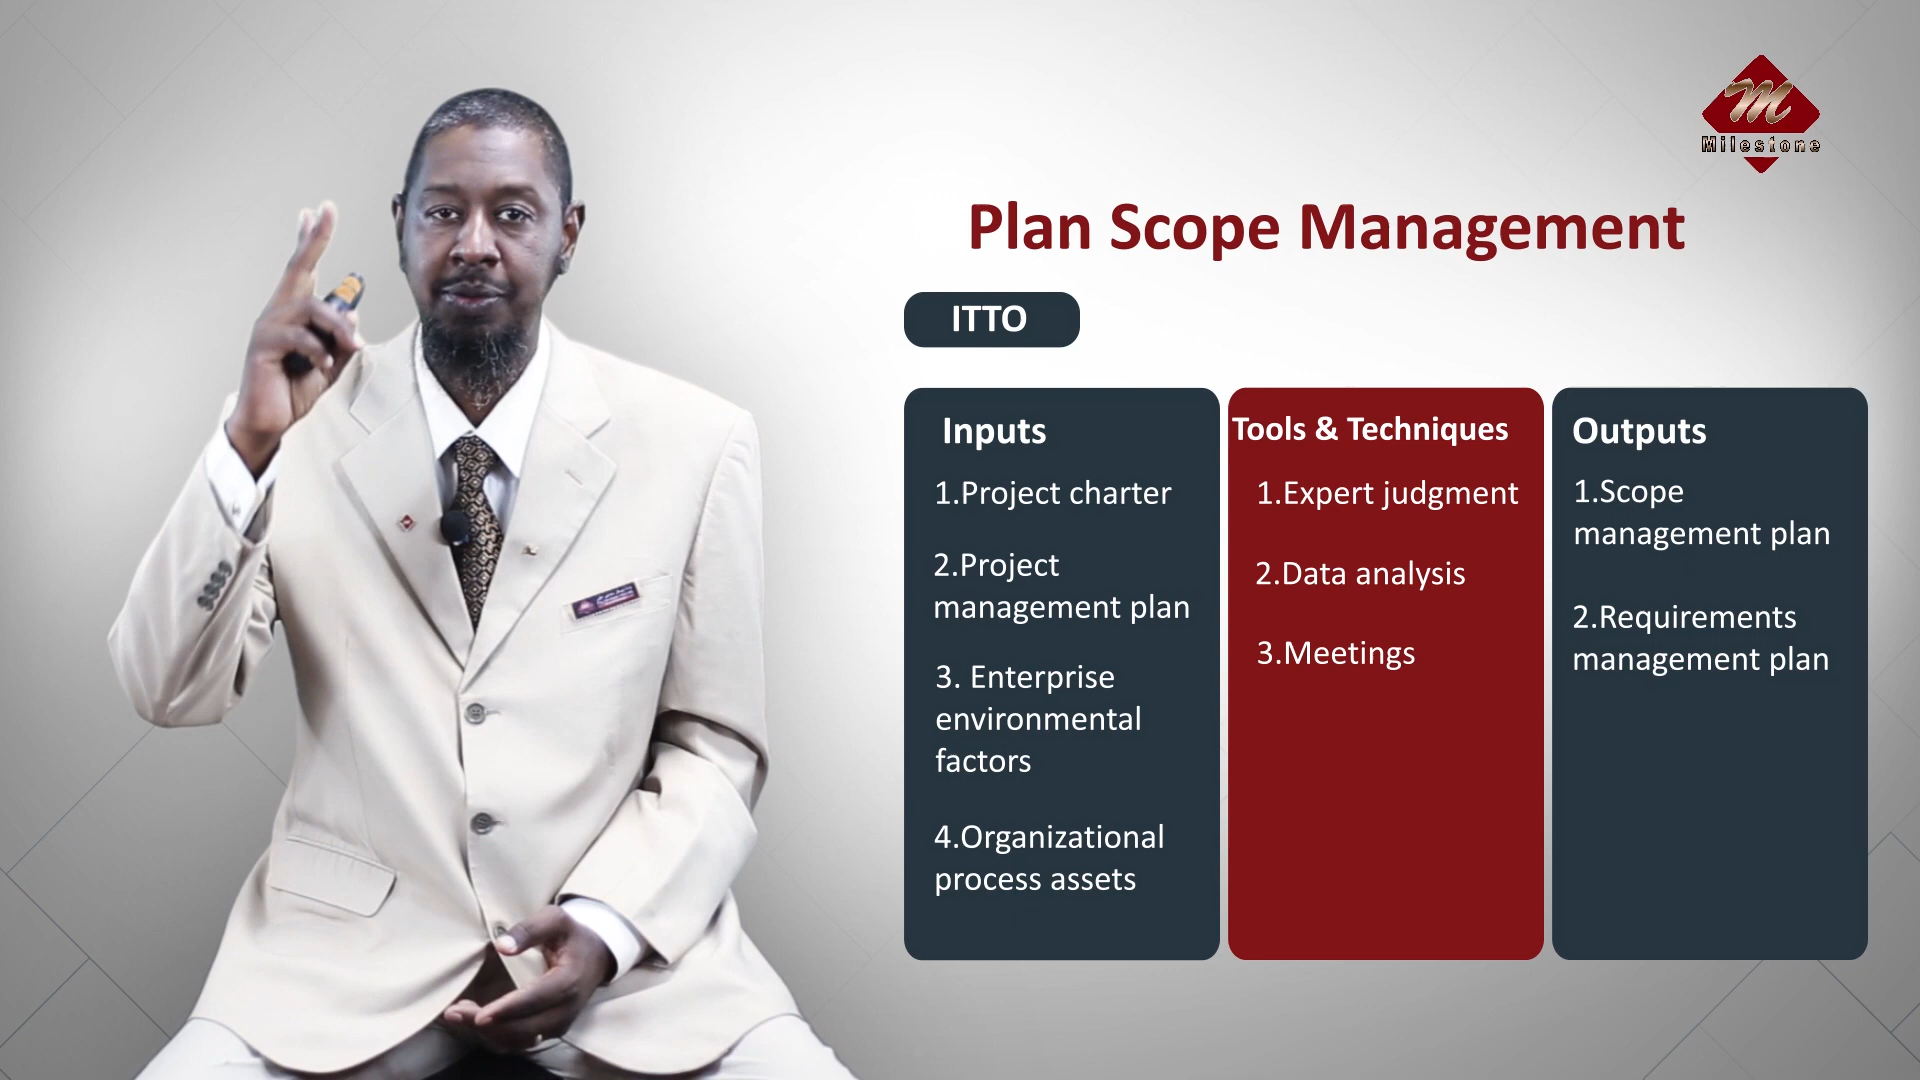 Milestone
Plan Scope Management
ITTO
Inputs
1.Project charter
2.Project
management plan
3. Enterprise
environmental
factors
4.Organizational
process assets
Tools & Techniques
1.Expert judgment
2.Data analysis
3.Meetings
Outputs
1.Scope
management plan
2.Requirements
management plan